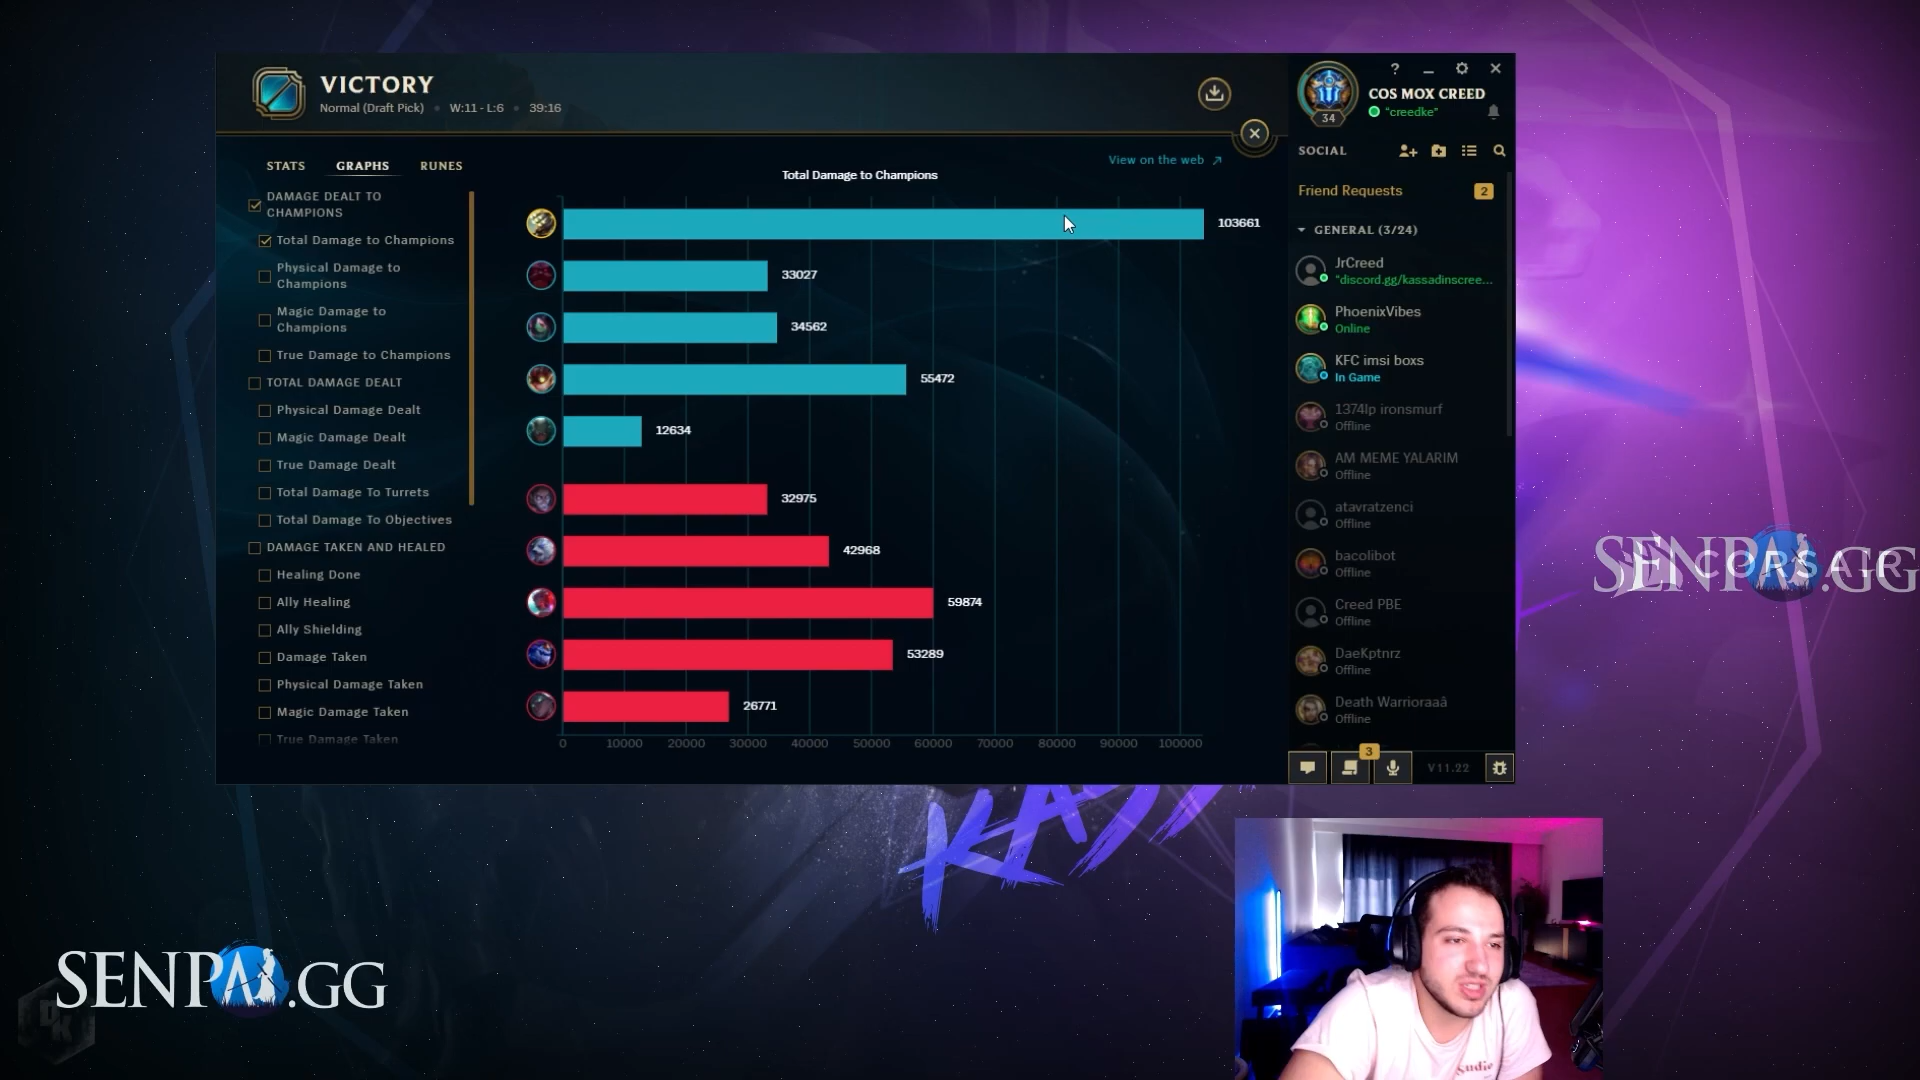 VICTORY
Normal (Draft Pick) • W:11 - L:6 • 39:16
STATS GRAPHS RUNES
View on the web
Total Damage to Champions
DAMAGE DEALT TO
CHAMPIONS
Total Damage to Champions
Physical Damage to
Champions
Magic Damage to
Champions
True Damage to Champions
TOTAL DAMAGE DEALT
Physical Damage Dealt
Magic Damage Dealt
True Damage Dealt
Total Damage To Turrets
Total Damage To Objectives
DAMAGE TAKEN AND HEALED
Healing Done
Ally Healing
Ally Shielding
Damage Taken
Physical Damage Taken
Magic Damage Taken
True Damage Taken
103661
33027
34562
55472
12634
32975
42968
59874
53289
26771
0 10000 20000 30000 40000 50000 60000 70000 80000 90000 100000
34
COS MOX CREED
"creedke"
SOCIAL
Friend Requests 2
GENERAL (3/24)
JrCreed
"discord.gg/kassadinscree...
PhoenixVibes
Online
KFC imsi boxs
In Game
1374lp ironsmurf
Offline
AM MEME YALARIM
Offline
atavratzenci
Offline
bacolibot
Offline
Creed PBE
Offline
DaeKptnrz
Offline
Death Warrioraaâ
Offline
3
V11.22
SENPAI.GG
CORSAIR
KASS
SENPAI.GG
DK
Sudie